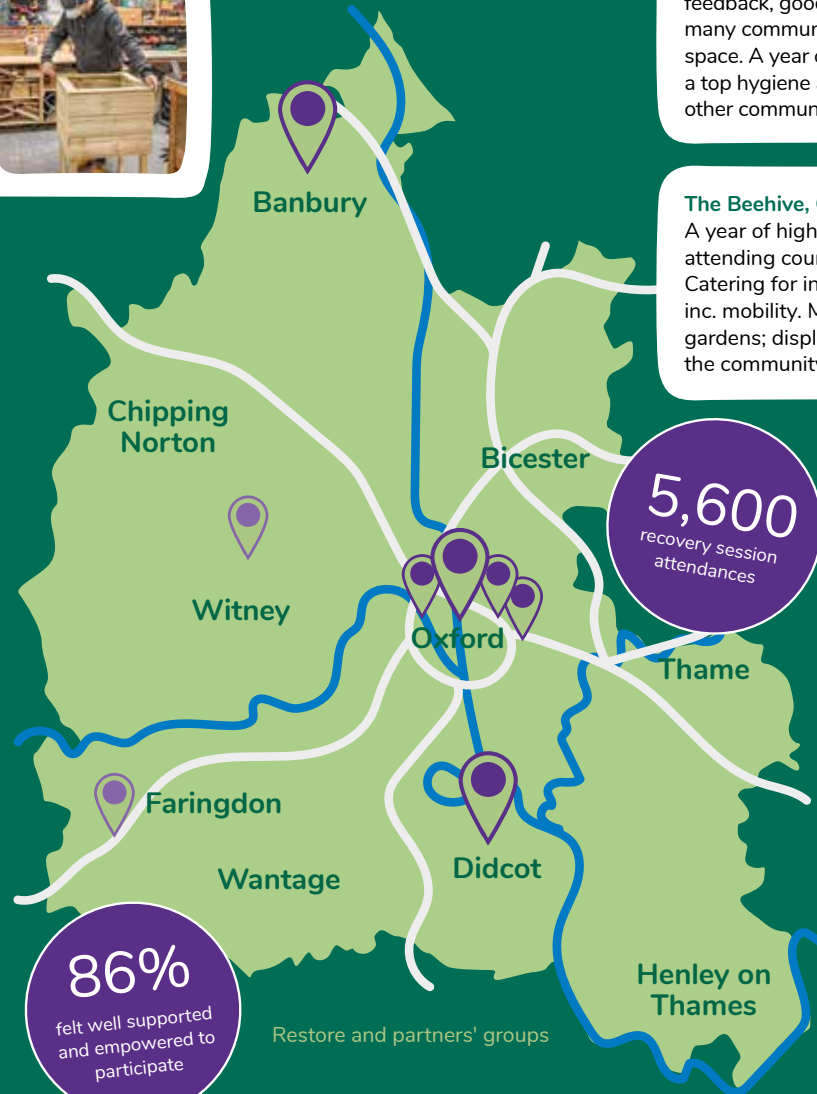 feedback, good
many commun
space. A year o
a top hygiene a
other commun
The Beehive,
A year of high
attending cour
Catering for in
inc. mobility. M
gardens; displ
the community
Banbury
Chipping
Norton
Bicester
5,600
recovery session
attendances
Witney
Oxford
Thame
Faringdon
Didcot
Wantage
86%
felt well supported
and empowered to
participate
Henley on
Thames
Restore and partners' groups